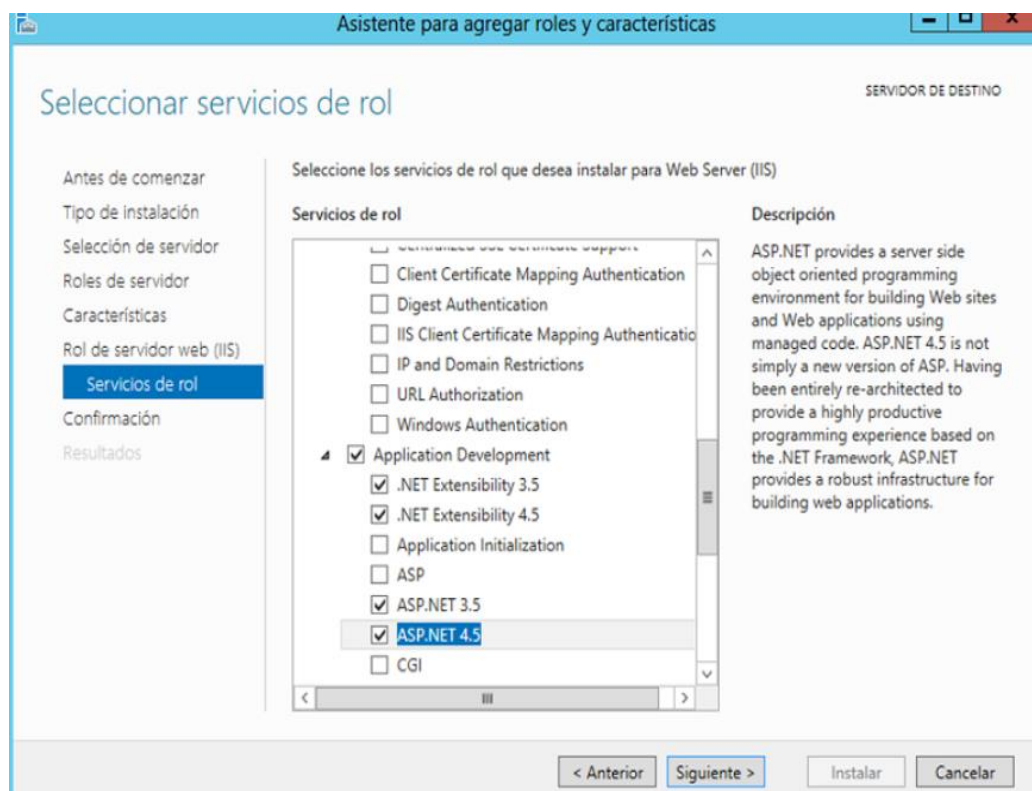 Asistente para agregar roles y características
Seleccionar servicios de rol
SERVIDOR DE DESTINO
Antes de comenzar
Tipo de instalación
Selección de servidor
Roles de servidor
Características
Rol de servidor web (IIS)
Servicios de rol
Confirmación
Resultados
Seleccione los servicios de rol que desea instalar para Web Server (IIS)
Servicios de rol
Client Certificate Mapping Authentication
Digest Authentication
IIS Client Certificate Mapping Authenticatio
IP and Domain Restrictions
URL Authorization
Windows Authentication
Application Development
.NET Extensibility 3.5
.NET Extensibility 4.5
Application Initialization
ASP
ASP.NET 3.5
ASP.NET 4.5
CGI
Descripción
ASP.NET provides a server side
object oriented programming
environment for building Web sites
and Web applications using
managed code. ASP.NET 4.5 is not
simply a new version of ASP. Having
been entirely re-architected to
provide a highly productive
programming experience based on
the .NET Framework, ASP.NET
provides a robust infrastructure for
building web applications.
< Anterior
Siguiente >
Instalar
Cancelar